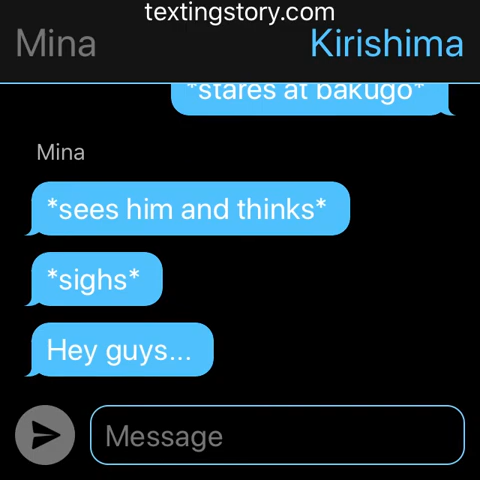 textingstory.com
Mina
Kirishima
*stares at bakugo*
Mina
*sees him and thinks*
*sighs*
Hey guys...
Message